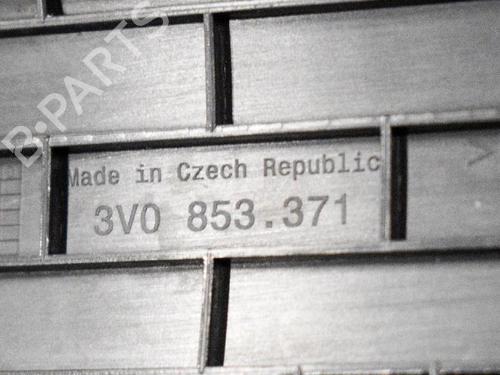 B-PARTS
Made in Czech Republic
3V0 853.371